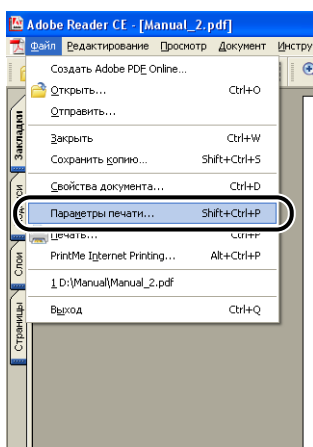 Adobe Reader CE - [Manual_2.pdf]
Файл Редактирование Просмотр Документ
Создать Adobe PDF Online...
Открыть... Ctrl+O
Отправить...
Закрыть Ctrl+W
Сохранить копию... Shift+Ctrl+S
Свойства документа... Ctrl+D
Параметры печати... Shift+Ctrl+P
Печать... Ctrl+P
PrintMe Internet Printing... Alt+Ctrl+P
1 D:\Manual\Manual_2.pdf
Выход Ctrl+Q
Закладки
Слои
Страницы